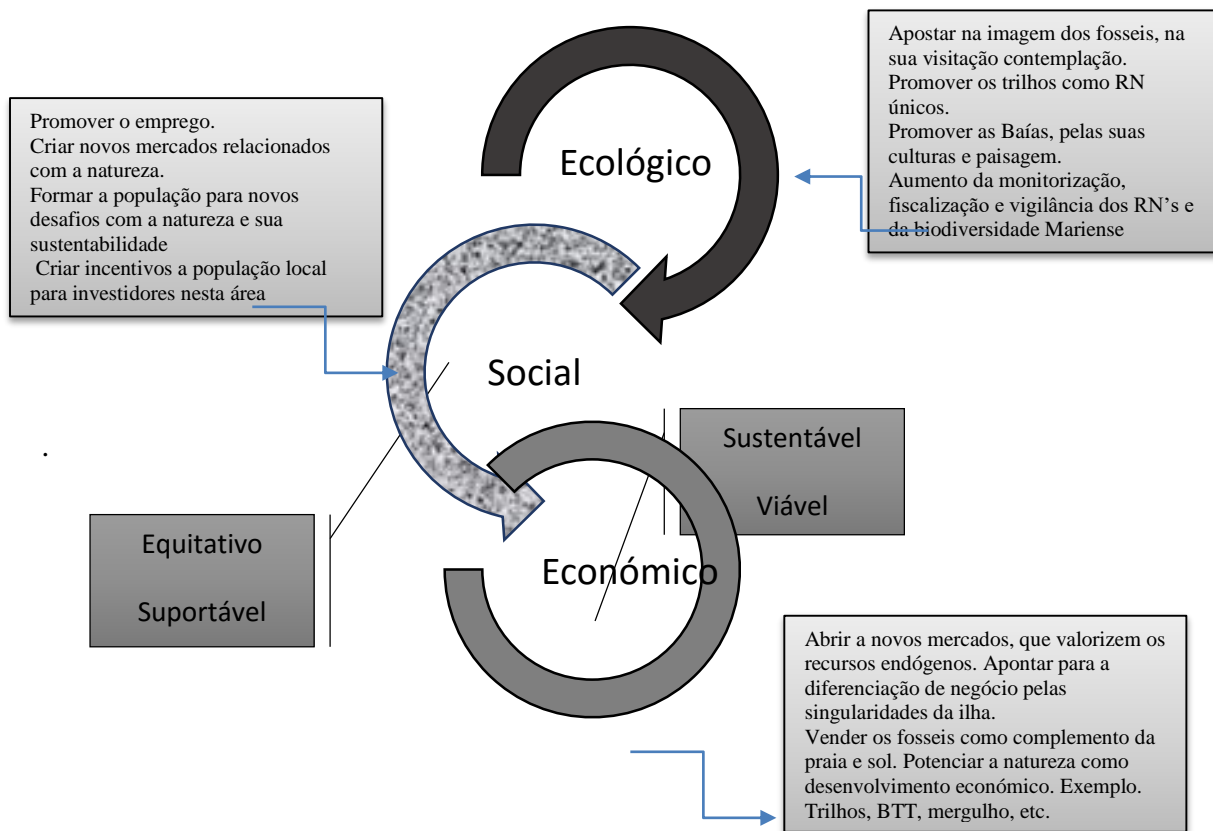 Apostar na imagem dos fosseis, na
sua visitação contemplação.
Promover os trilhos como RN
únicos.
Promover as Baías, pelas suas
culturas e paisagem.
Aumento da monitorização,
fiscalização e vigilância dos RN’s e
da biodiversidade Mariense
Promover o emprego.
Criar novos mercados relacionados
com a natureza.
Formar a população para novos
desafios com a natureza e sua
sustentabilidade
Criar incentivos a população local
para investidores nesta área
Ecológico
Social
Sustentável
Viável
.
Equitativo
Suportável
Económico
Abrir a novos mercados, que valorizem os
recursos endógenos. Apontar para a
diferenciação de negócio pelas
singularidades da ilha.
Vender os fosseis como complemento da
praia e sol. Potenciar a natureza como
desenvolvimento económico. Exemplo.
Trilhos, BTT, mergulho, etc.